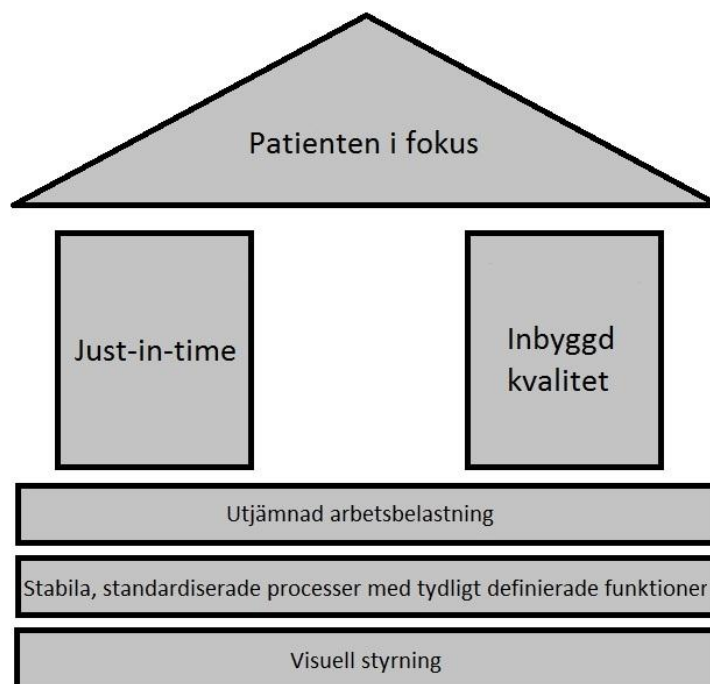 Patienten i fokus
Just-in-time
Inbyggd
kvalitet
Utjämnad arbetsbelastning
Stabila, standardiserade processer med tydligt definierade funktioner
Visuell styrning